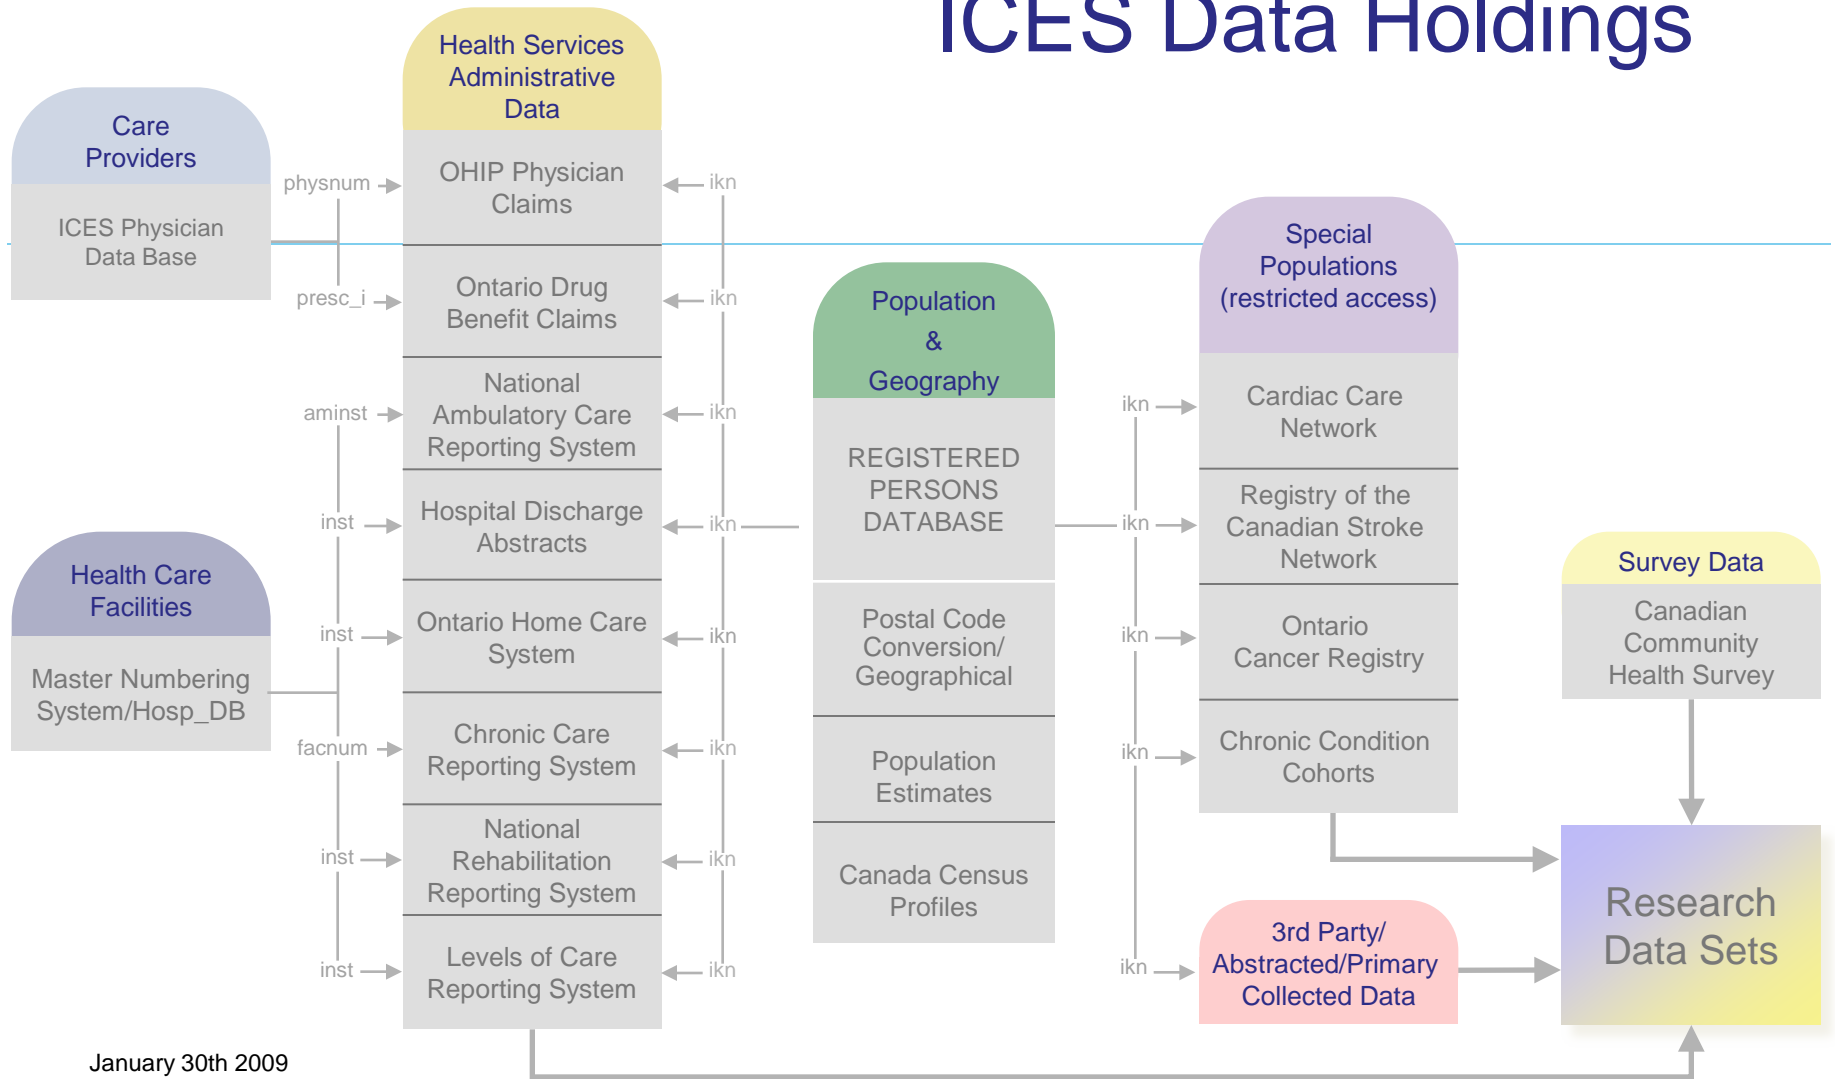 ICES Data Holdings
Care
Providers
ICES Physician
Data Base
Health Care
Facilities
Master Numbering
System/Hosp_DB
physnum
presc_i
aminst
inst
inst
facnum
inst
inst
Health Services
Administrative
Data
OHIP Physician
Claims
Ontario Drug
Benefit Claims
National
Ambulatory Care
Reporting System
Hospital Discharge
Abstracts
Ontario Home Care
System
Chronic Care
Reporting System
National
Rehabilitation
Reporting System
Levels of Care
Reporting System
ikn
ikn
ikn
ikn
ikn
ikn
ikn
ikn
Population
&
Geography
REGISTERED
PERSONS
DATABASE
Postal Code
Conversion/
Geographical
Population
Estimates
Canada Census
Profiles
ikn
ikn
ikn
ikn
ikn
Special
Populations
(restricted access)
Cardiac Care
Network
Registry of the
Canadian Stroke
Network
Ontario
Cancer Registry
Chronic Condition
Cohorts
3rd Party/
Abstracted/Primary
Collected Data
Survey Data
Canadian
Community
Health Survey
Research
Data Sets
January 30th 2009